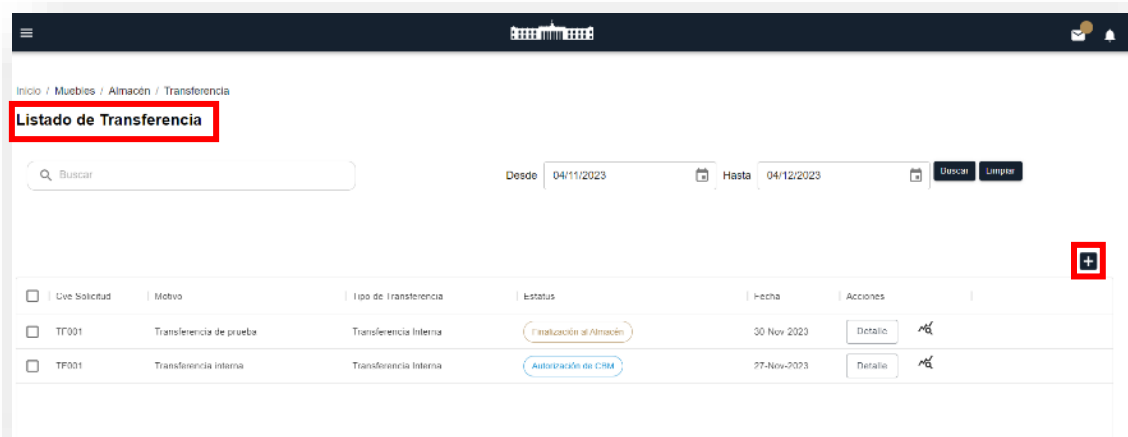 Inicio / Muebles / Almacén / Transferencia
Listado de Transferencia
Buscar Desde 04/11/2023 Hasta 04/12/2023 Buscar Limpiar
Cve Solicitud Motivo Tipo de Transferencia Estatus Fecha Acciones
TF001 Transferencia de prueba Transferencia Interna Finalización al Almacén 30-Nov-2023 Detalle
TF001 Transferencia interna Transferencia Interna Autorización de CBM 27-Nov-2023 Detalle